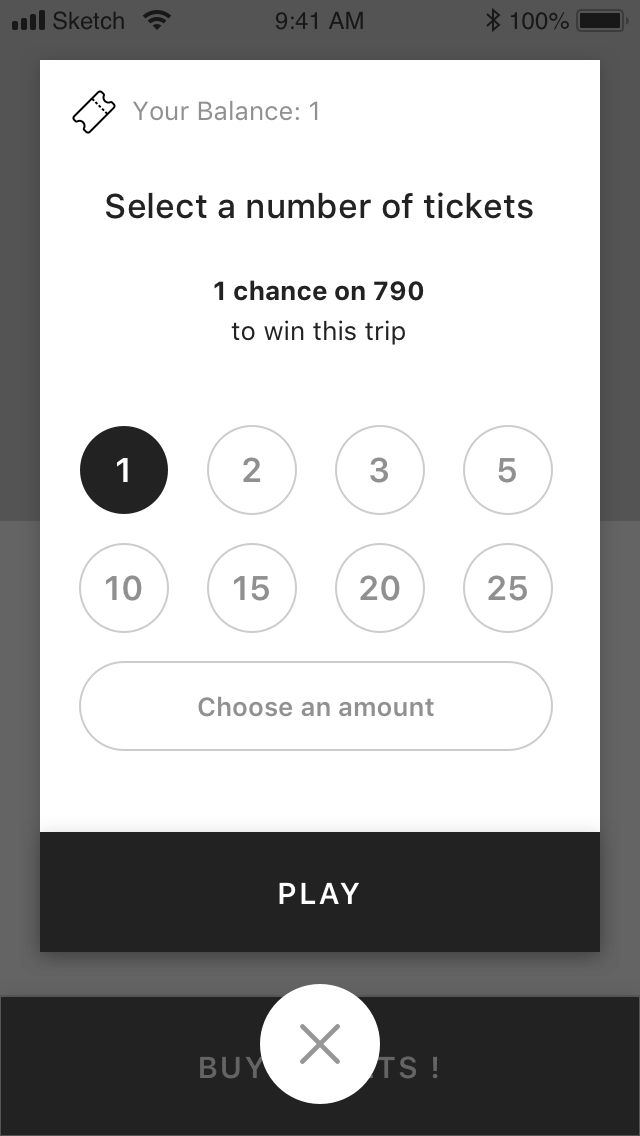 Sketch 9:41 AM 100%
Your Balance: 1
Select a number of tickets
1 chance on 790
to win this trip
1 2 3 5
10 15 20 25
Choose an amount
PLAY
BUY TS !